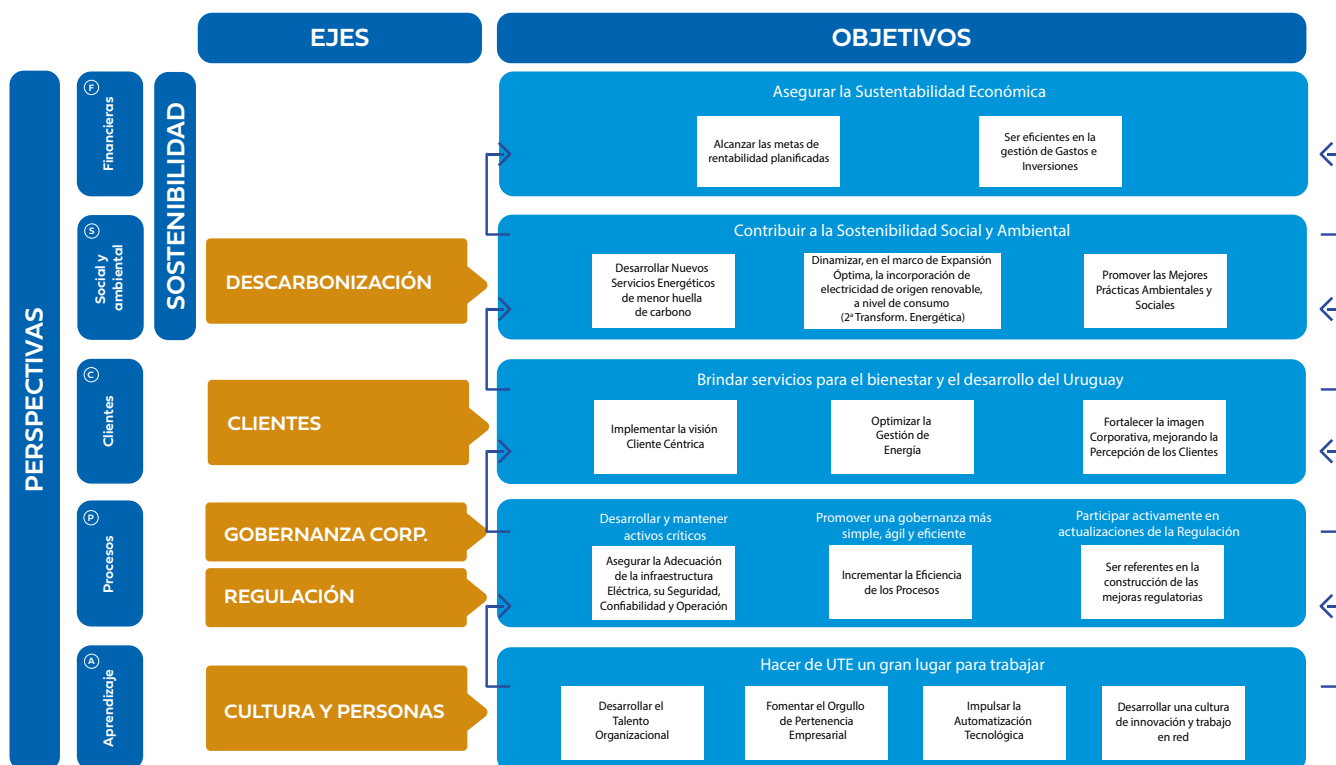 EJES
OBJETIVOS
PERSPECTIVAS
SOSTENIBILIDAD
F
Financieras
Asegurar la Sustentabilidad Económica
Alcanzar las metas de
rentabilidad planificadas
Ser eficientes en la
gestión de Gastos e
Inversiones
S
Social y
ambiental
DESCARBONIZACIÓN
Contribuir a la Sostenibilidad Social y Ambiental
Desarrollar Nuevos
Servicios Energéticos
de menor huella
de carbono
Dinamizar, en el marco de Expansión
Óptima, la incorporación de
electricidad de origen renovable,
a nivel de consumo
(2ª Transform. Energética)
Promover las Mejores
Prácticas Ambientales y
Sociales
C
Clientes
CLIENTES
Brindar servicios para el bienestar y el desarrollo del Uruguay
Implementar la visión
Cliente Céntrica
Optimizar la
Gestión de
Energía
Fortalecer la imagen
Corporativa, mejorando la
Percepción de los Clientes
P
Procesos
GOBERNANZA CORP.
REGULACIÓN
Desarrollar y mantener
activos críticos
Asegurar la Adecuación
de la infraestructura
Eléctrica, su Seguridad,
Confiabilidad y Operación
Promover una gobernanza más
simple, ágil y eficiente
Incrementar la Eficiencia
de los Procesos
Participar activamente en
actualizaciones de la Regulación
Ser referentes en la
construcción de las
mejoras regulatorias
A
Aprendizaje
CULTURA Y PERSONAS
Hacer de UTE un gran lugar para trabajar
Desarrollar el
Talento
Organizacional
Fomentar el Orgullo
de Pertenencia
Empresarial
Impulsar la
Automatización
Tecnológica
Desarrollar una cultura
de innovación y trabajo
en red